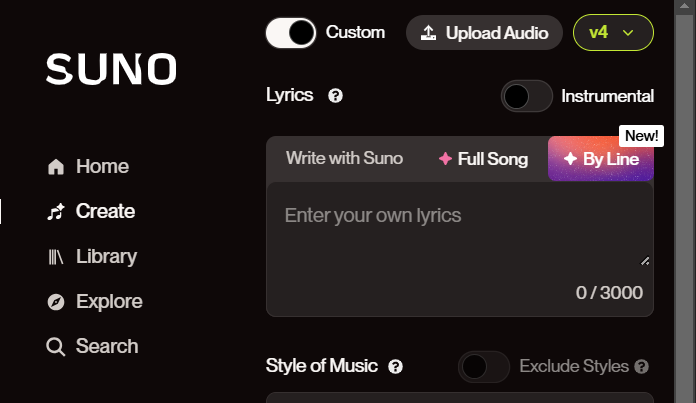 SUNO
Home
Create
Library
Explore
Search
Custom
Upload Audio
v4
Lyrics ?
Instrumental
New!
Write with Suno
Full Song
By Line
Enter your own lyrics
0 / 3000
Style of Music ?
Exclude Styles ?